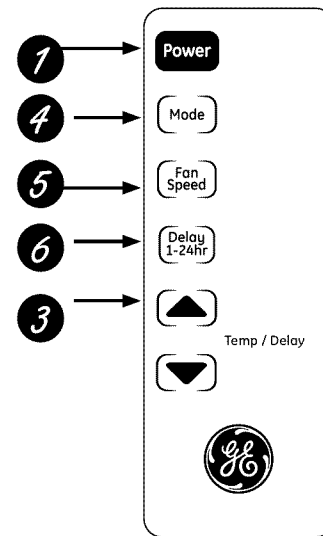 1
Power
4
Mode
5
Fan
Speed
6
Delay
1-24hr
3
Temp / Delay
GE